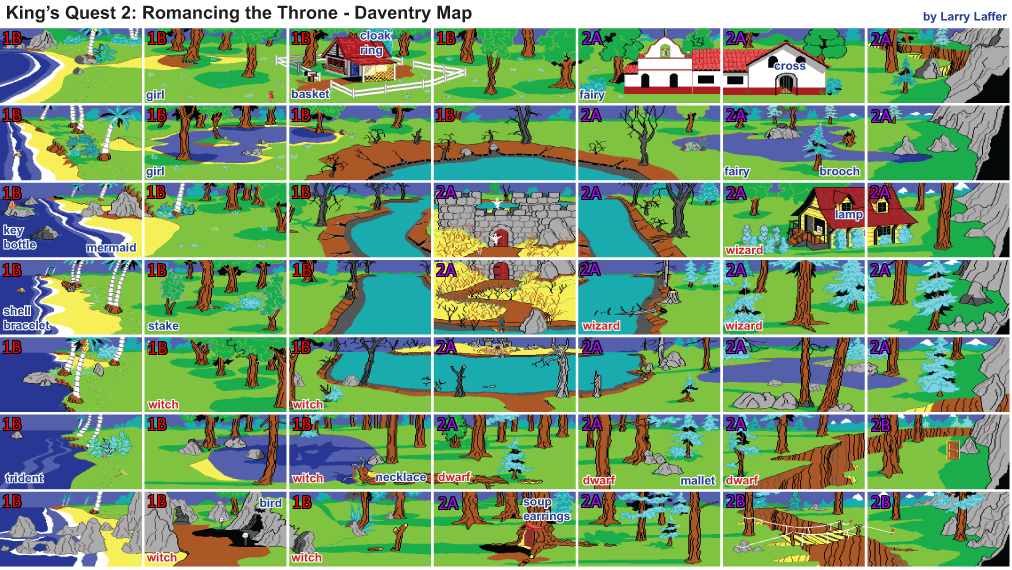 King's Quest 2: Romancing the Throne - Daventry Map
by Larry Laffer
1B 1B 1B cloak 1B 2A 2A 2A
ring
cross
girl basket fairy
1B 1B 1B 1B 2A 2A 2A
girl fairy brooch
1B 1B 1B 2A 2A 2A 2A
lamp
key
bottle mermaid wizard
1B 1B 1B 2A 2A 2A 2A
shell
bracelet stake wizard wizard
1B 1B 1B 2A 2A 2A 2A
witch witch
1B 1B 1B 2A 2A 2A 2B
trident witch necklace dwarf dwarf mallet dwarf
1B 1B bird 1B 2A soup 2A 2B 2B
earrings
witch